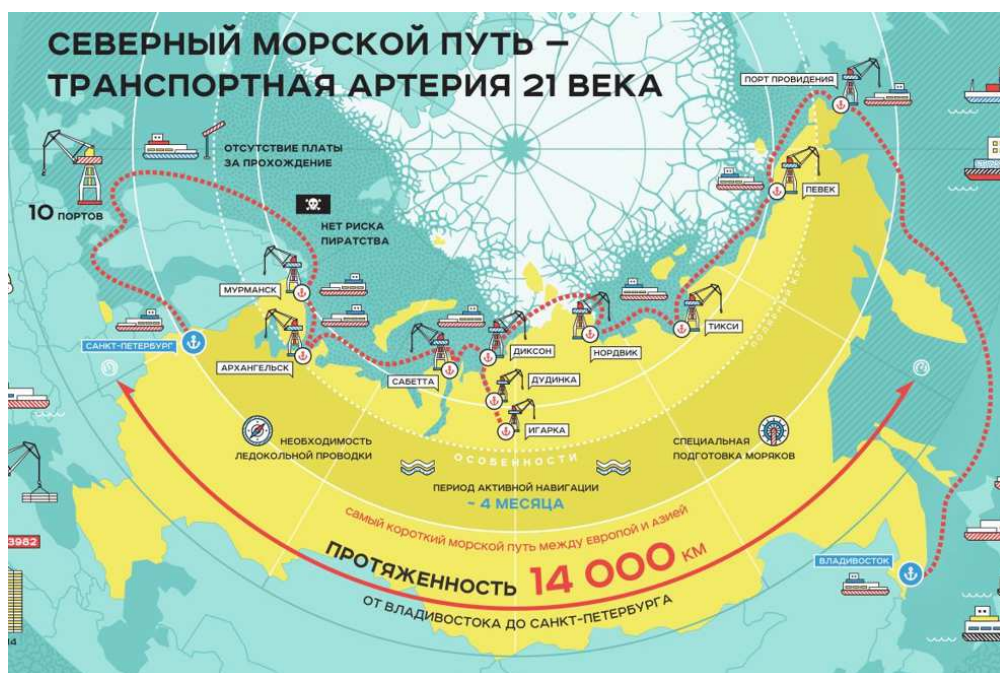 СЕВЕРНЫЙ МОРСКОЙ ПУТЬ –
ТРАНСПОРТНАЯ АРТЕРИЯ 21 ВЕКА
ПОРТ ПРОВИДЕНИЯ
ОТСУТСТВИЕ ПЛАТЫ
ЗА ПРОХОЖДЕНИЕ
10 ПОРТОВ
НЕТ РИСКА
ПИРАТСТВА
ПЕВЕК
МУРМАНСК
САНКТ-ПЕТЕРБУРГ
АРХАНГЕЛЬСК
САБЕТТА
ДИКСОН
НОРДВИК
ТИКСИ
ДУДИНКА
ИГАРКА
НЕОБХОДИМОСТЬ
ЛЕДОКОЛЬНОЙ ПРОВОДКИ
ОСОБЕННОСТИ
СПЕЦИАЛЬНАЯ
ПОДГОТОВКА МОРЯКОВ
ПЕРИОД АКТИВНОЙ НАВИГАЦИИ
~ 4 МЕСЯЦА
САМЫЙ КОРОТКИЙ МОРСКОЙ ПУТЬ МЕЖДУ ЕВРОПОЙ И АЗИЕЙ
ПРОТЯЖЕННОСТЬ 14 000 КМ
ОТ ВЛАДИВОСТОКА ДО САНКТ-ПЕТЕРБУРГА
ВЛАДИВОСТОК
3982